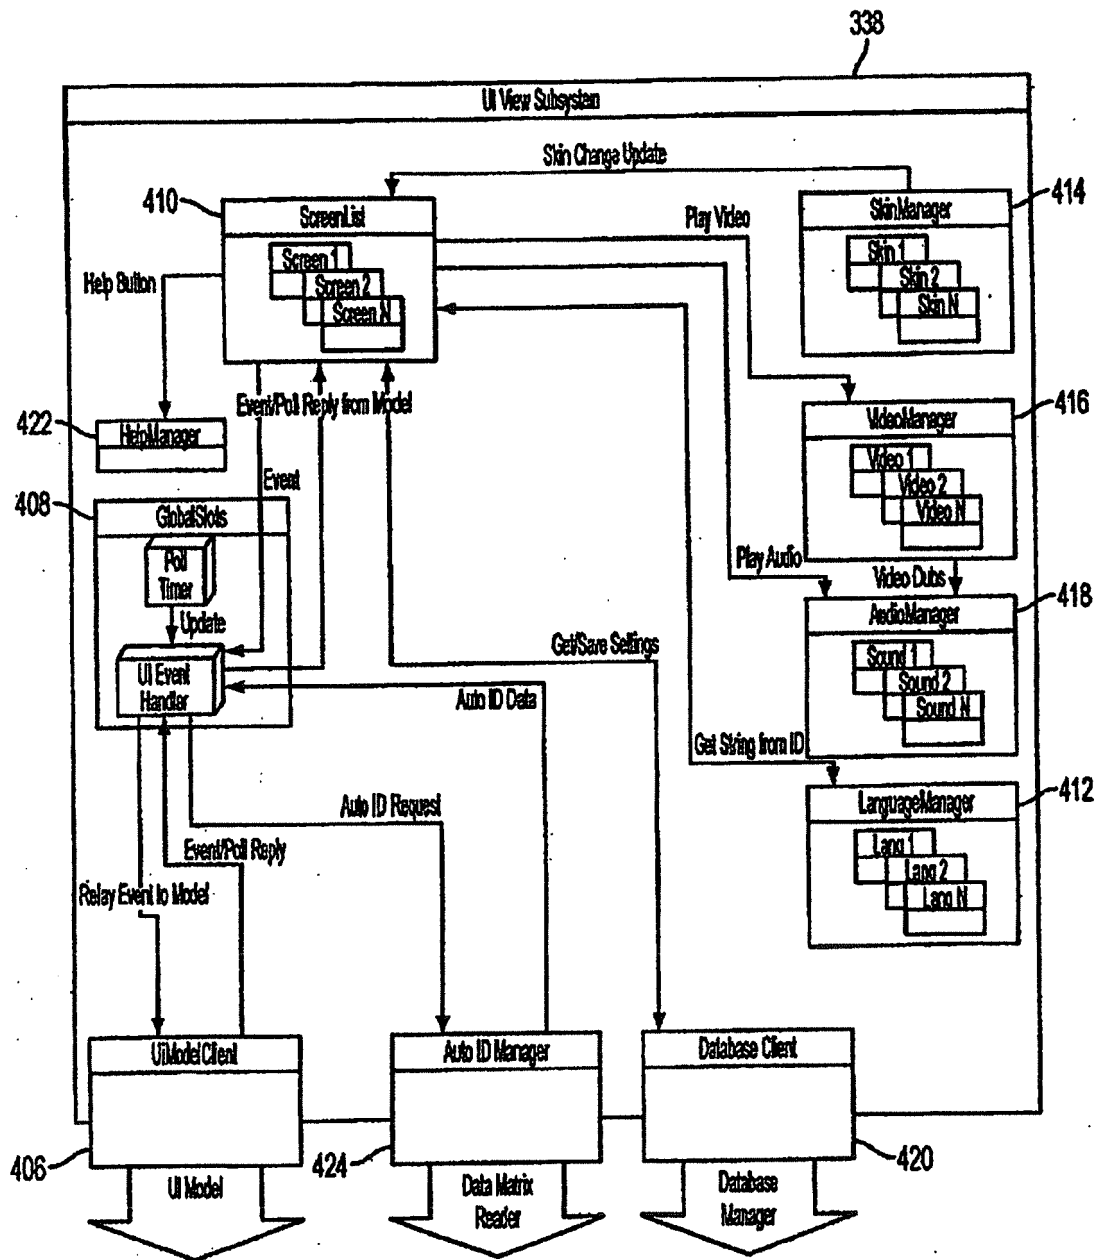 338
UI View Subsystem
Skin Change Update
410
ScreenList
Screen 1
Screen 2
Screen N
Play Video
414
SkinManager
Skin 1
Skin 2
Skin N
Help Button
422
HelpManager
Event/Poll Reply from Model
Event
416
VideoManager
Video 1
Video 2
Video N
408
GlobalSlots
Poll
Timer
Update
UI Event
Handler
Play Audio
Video Dubs
418
AudioManager
Sound 1
Sound 2
Sound N
Get/Save Settings
Auto ID Data
Get String from ID
412
LanguageManager
Lang 1
Lang 2
Lang N
Auto ID Request
Event/Poll Reply
Relay Event to Model
UiModelClient
Auto ID Manager
Database Client
406
424
420
UI Model
Data Matrix
Reader
Database
Manager